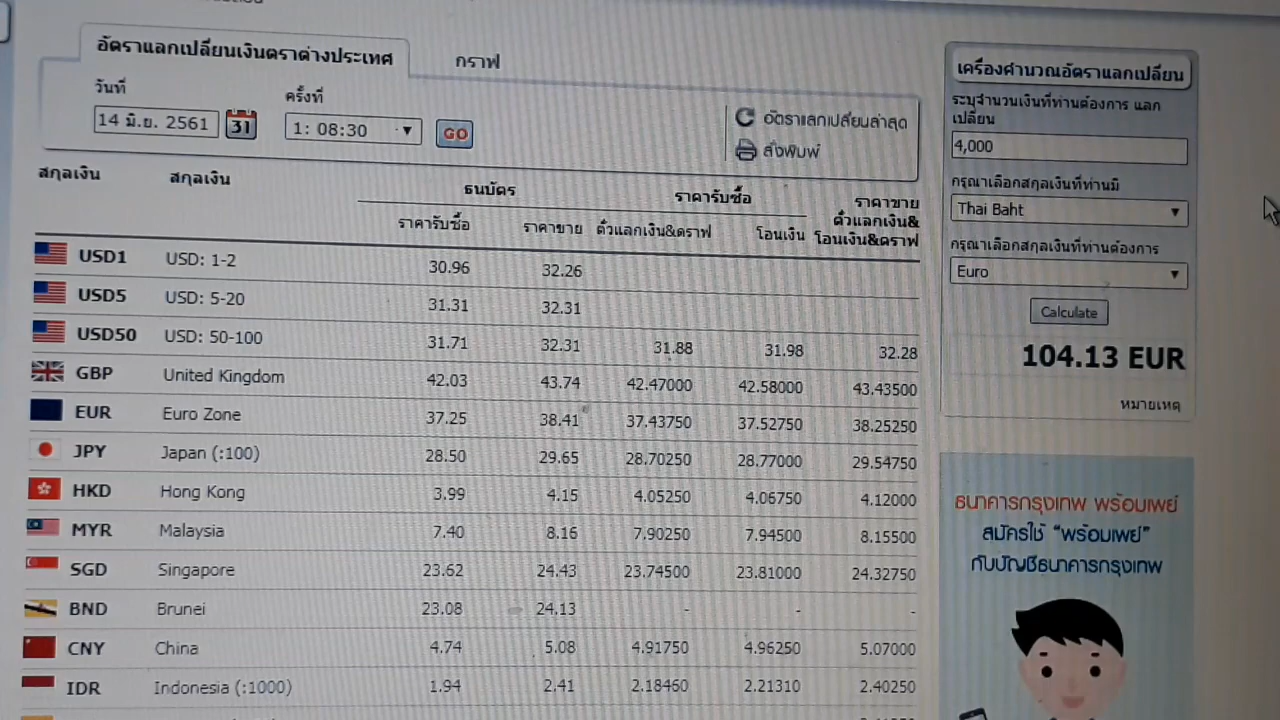 อัตราแลกเปลี่ยนเงินตราต่างประเทศ
กราฟ
วันที่
ครั้งที่
14 มิ.ย. 2561
31
1: 08:30
GO
อัตราแลกเปลี่ยนล่าสุด
สั่งพิมพ์
สกุลเงิน สกุลเงิน ธนบัตร ราคารับซื้อ ราคาขาย
ตั๋วแลกเงิน&
โอนเงิน&ดราฟ
ราคารับซื้อ ราคาขาย ตั๋วแลกเงิน&ดราฟ โอนเงิน
USD1 USD: 1-2 30.96 32.26
USD5 USD: 5-20 31.31 32.31
USD50 USD: 50-100 31.71 32.31 31.88 31.98 32.28
GBP United Kingdom 42.03 43.74 42.47000 42.58000 43.43500
EUR Euro Zone 37.25 38.41 37.43750 37.52750 38.25250
JPY Japan (:100) 28.50 29.65 28.70250 28.77000 29.54750
HKD Hong Kong 3.99 4.15 4.05250 4.06750 4.12000
MYR Malaysia 7.40 8.16 7.90250 7.94500 8.15500
SGD Singapore 23.62 24.43 23.74500 23.81000 24.32750
BND Brunei 23.08 24.13 - - -
CNY China 4.74 5.08 4.91750 4.96250 5.07000
IDR Indonesia (:1000) 1.94 2.41 2.18460 2.21310 2.40250
เครื่องคำนวณอัตราแลกเปลี่ยน
ระบุจำนวนเงินที่ท่านต้องการ แลก
เปลี่ยน
4,000
กรุณาเลือกสกุลเงินที่ท่านมี
Thai Baht
กรุณาเลือกสกุลเงินที่ท่านต้องการ
Euro
Calculate
104.13 EUR
หมายเหตุ
ธนาคารกรุงเทพ พร้อมเพย์
สมัครใช้ "พร้อมเพย์"
กับบัญชีธนาคารกรุงเทพ